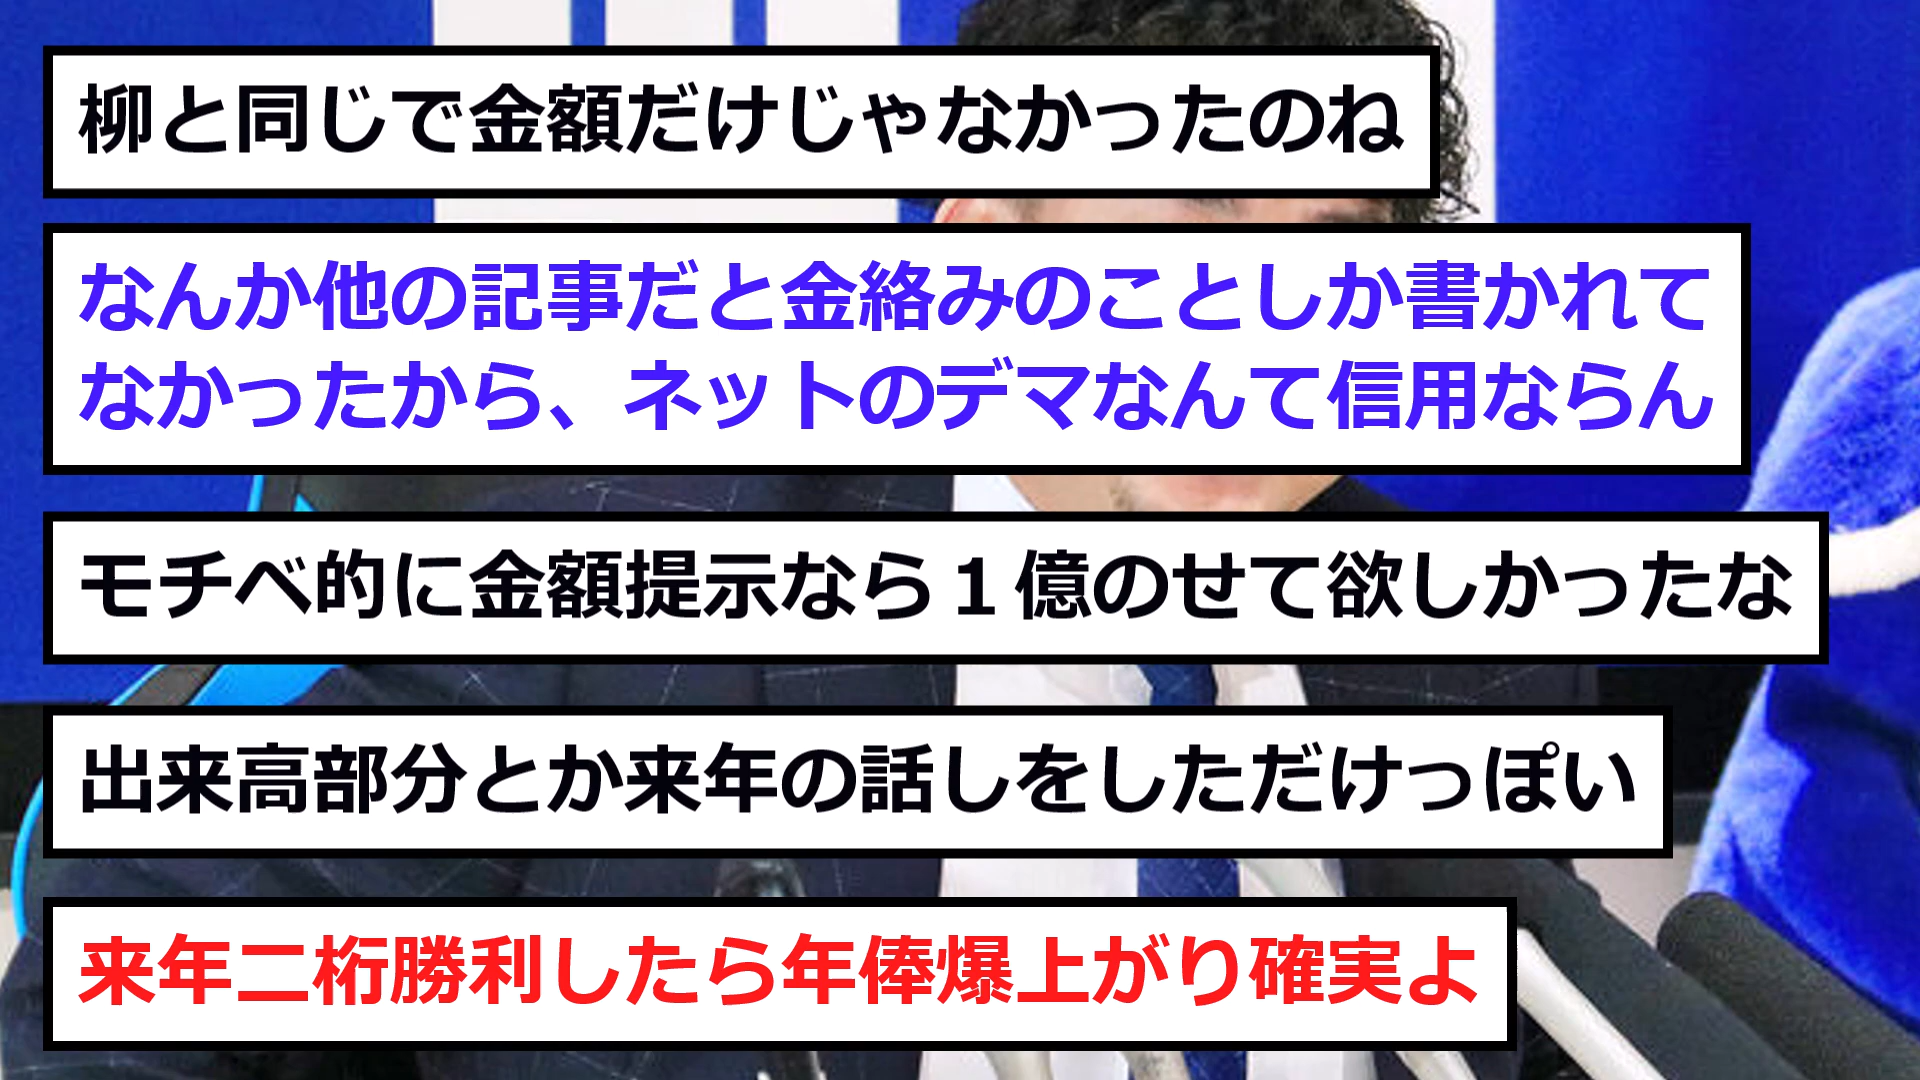 柳と同じで金額だけじゃなかったのね
なんか他の記事だと金絡みのことしか書かれて
なかったから、ネットのデマなんて信用ならん
モチベ的に金額提示なら１億のせて欲しかったな
出来高部分とか来年の話しをしただけっぽい
来年二桁勝利したら年俸爆上がり確実よ